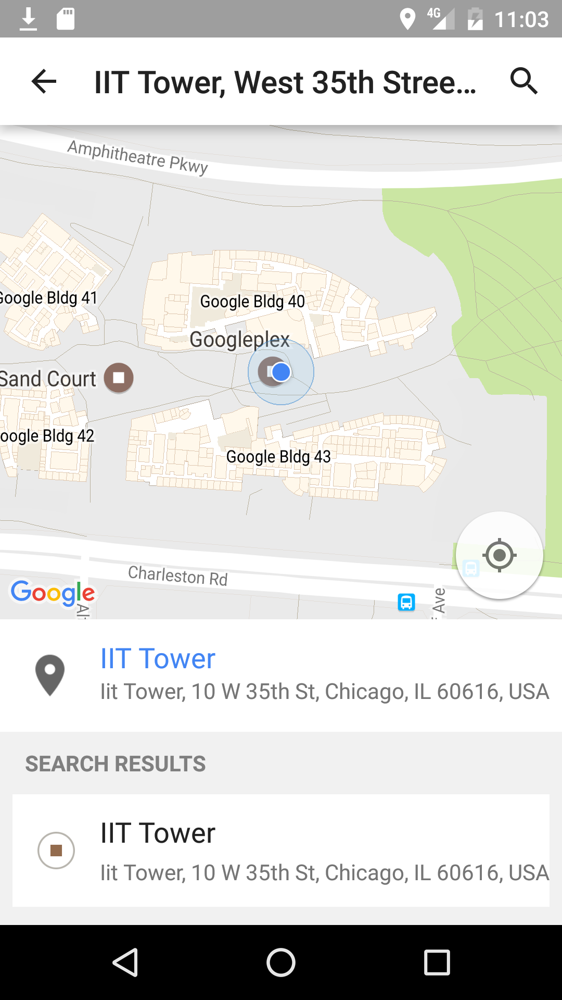 4G 11:03
IIT Tower, West 35th Stree...
Amphitheatre Pkwy
Google Bldg 41
Google Bldg 40
Googleplex
Sand Court
oogle Bldg 42
Google Bldg 43
Charleston Rd
Google
Ave
IIT Tower
Iit Tower, 10 W 35th St, Chicago, IL 60616, USA
SEARCH RESULTS
IIT Tower
Iit Tower, 10 W 35th St, Chicago, IL 60616, USA